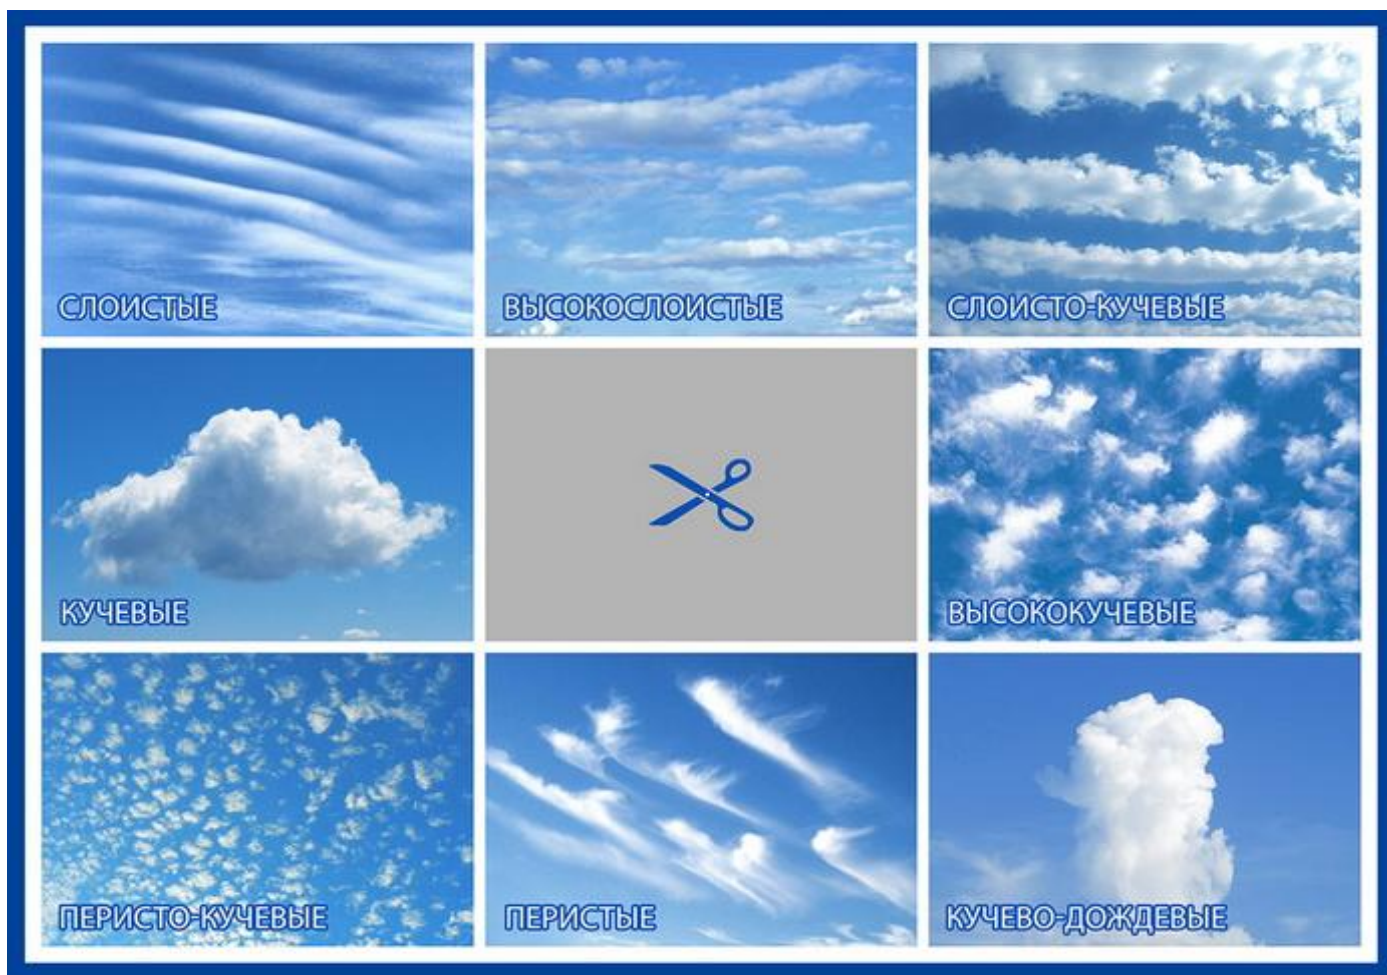 СЛОИСТЫЕ
ВЫСОКОСЛОИСТЫЕ
СЛОИСТО-КУЧЕВЫЕ
КУЧЕВЫЕ
ВЫСОКОКУЧЕВЫЕ
ПЕРИСТО-КУЧЕВЫЕ
ПЕРИСТЫЕ
КУЧЕВО-ДОЖДЕВЫЕ